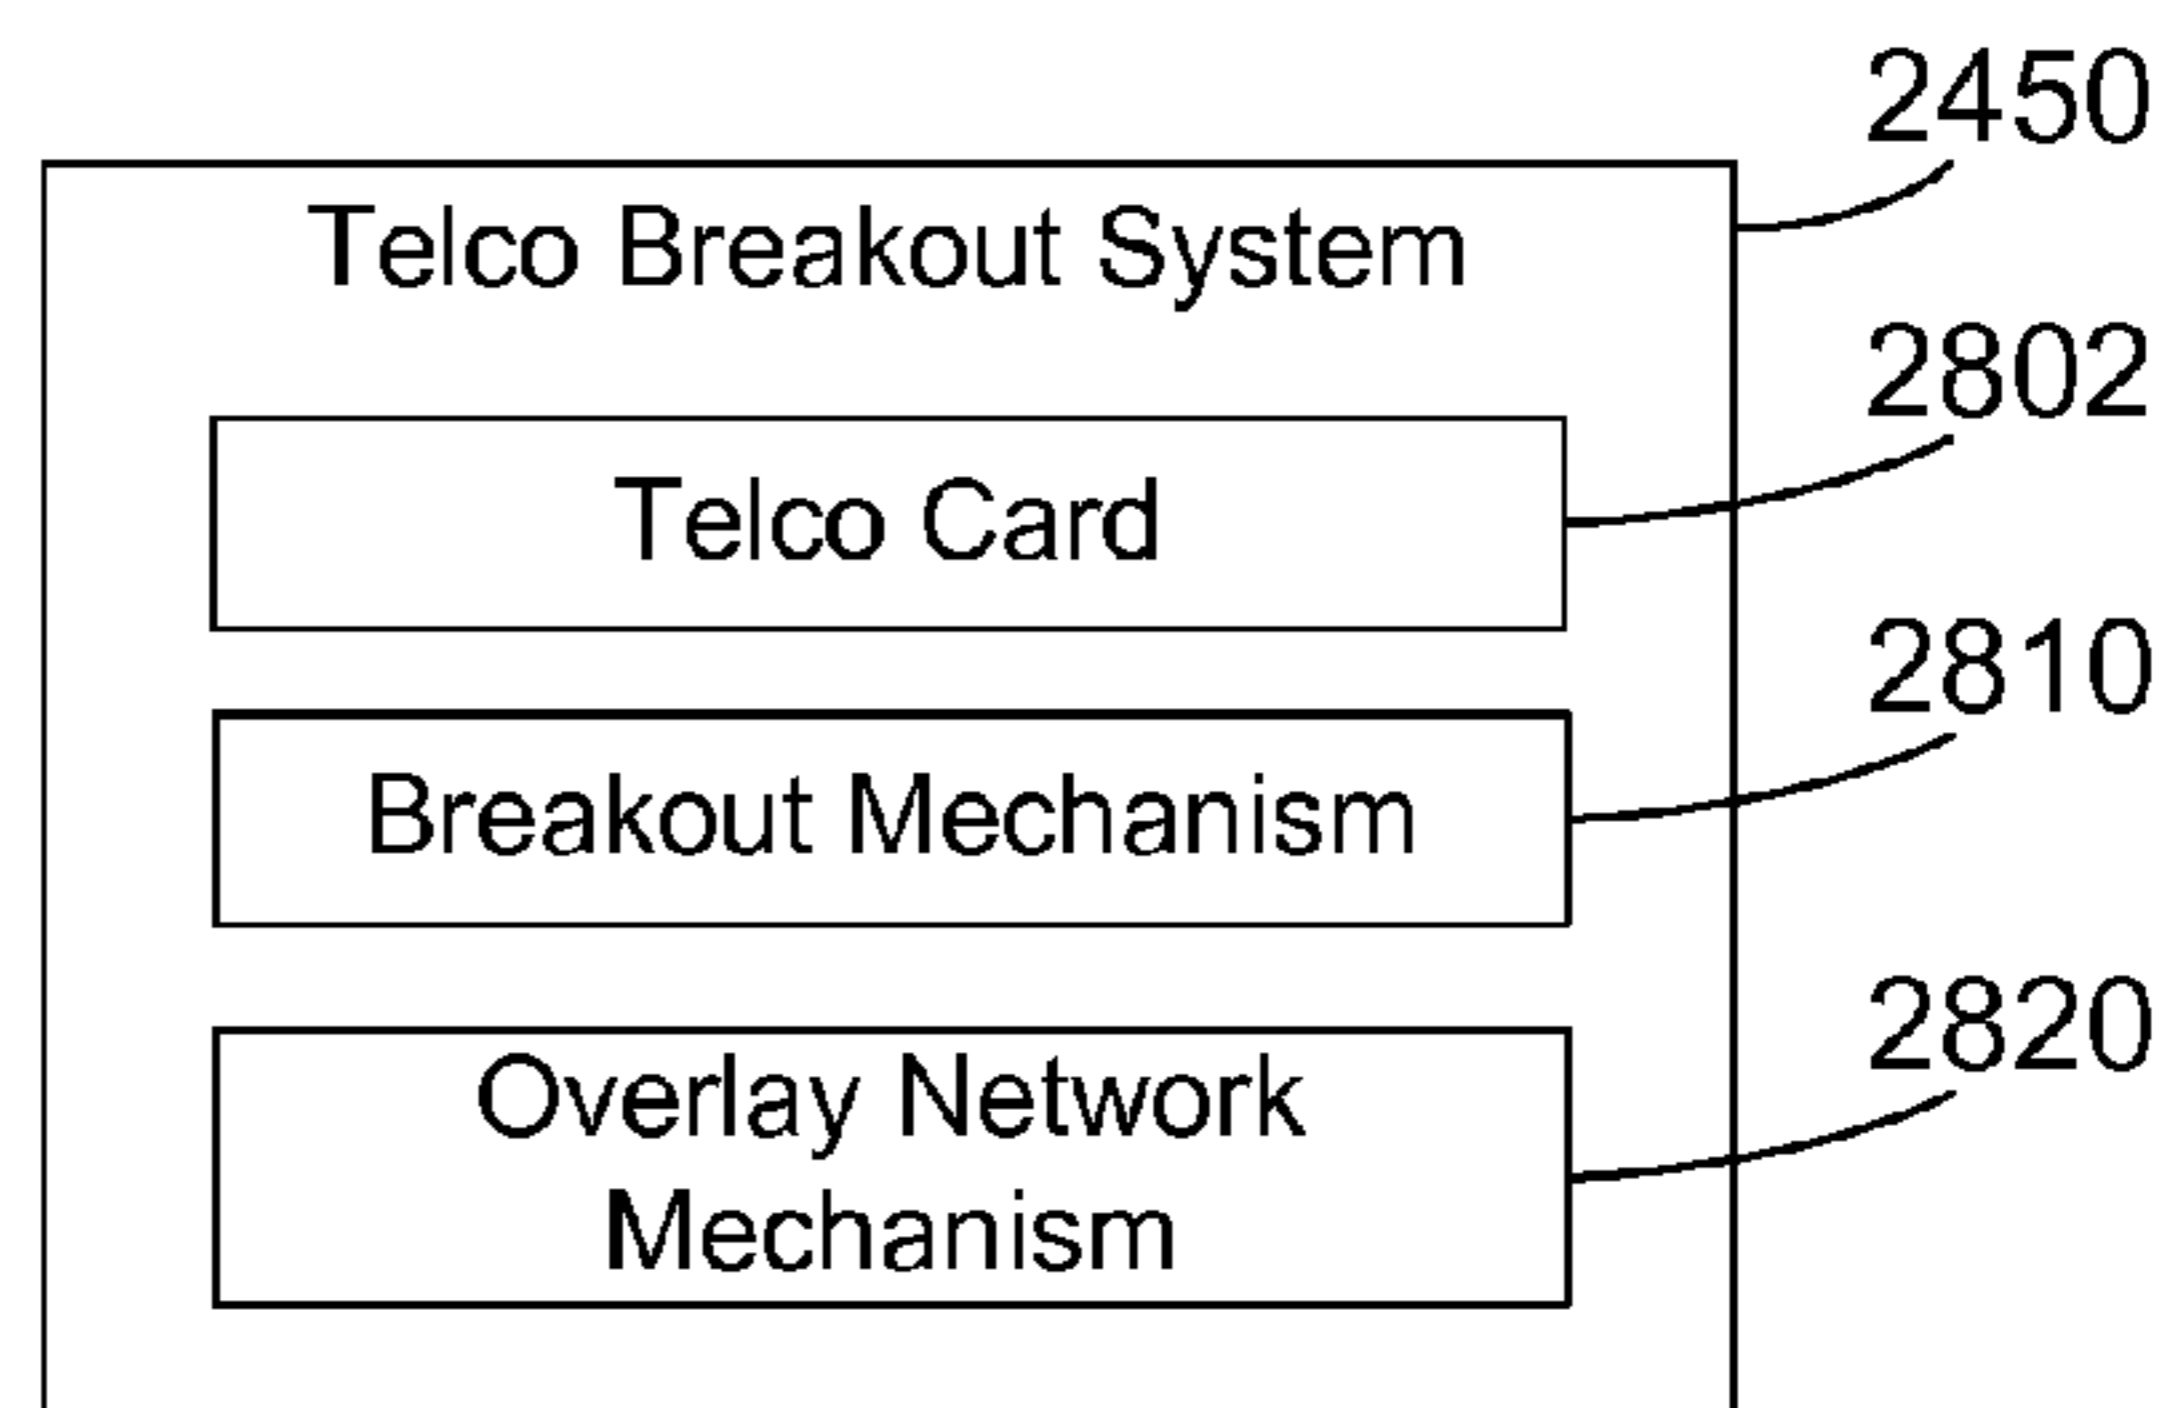 2450
Telco Breakout System
2802
Telco Card
2810
Breakout Mechanism
2820
Overlay Network
Mechanism